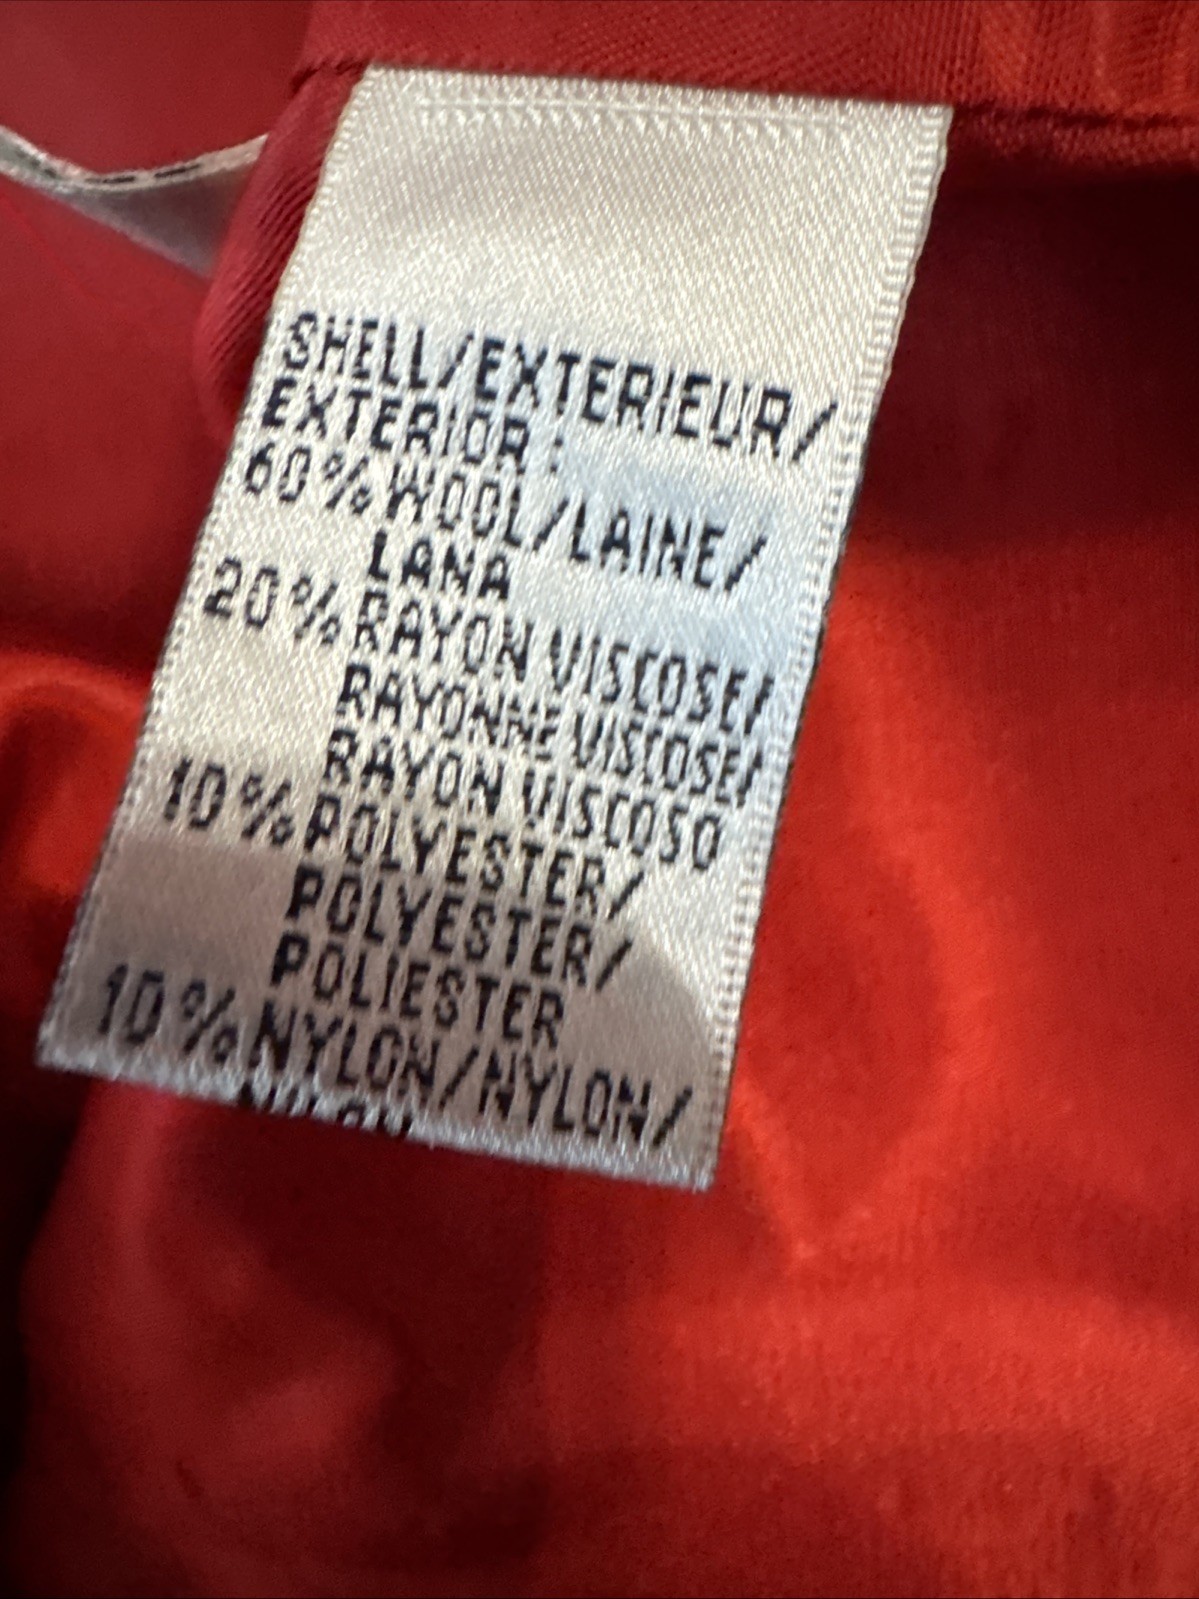 SHELL/EXTERIEUR/
EXTERIOR:
60%WOOL/LAINE/
LANA
20%RAYON VISCOSE/
RAYONNE VISCOSE/
RAYON VISCOSO
10%POLYESTER/
POLYESTER/
POLIESTER
10%NYLON/NYLON/